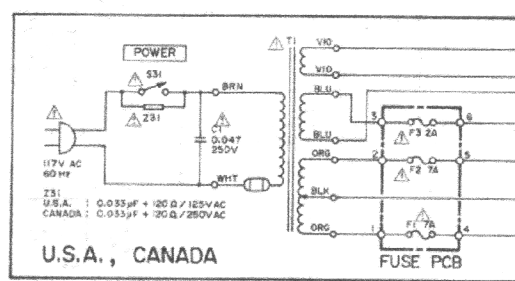 POWER
T1
VIO
S31
VIO
BRN
BLU
Z31
C1
0.047
250V
3
F3 2A
6
BLU
117V AC
60 Hz
ORG
2
F2 7A
5
WHT
BLK
Z31
U.S.A. : 0.033µF + 120Ω / 125VAC
CANADA : 0.033µF + 120Ω / 250VAC
F1 7A
ORG
1
4
U.S.A., CANADA
FUSE PCB